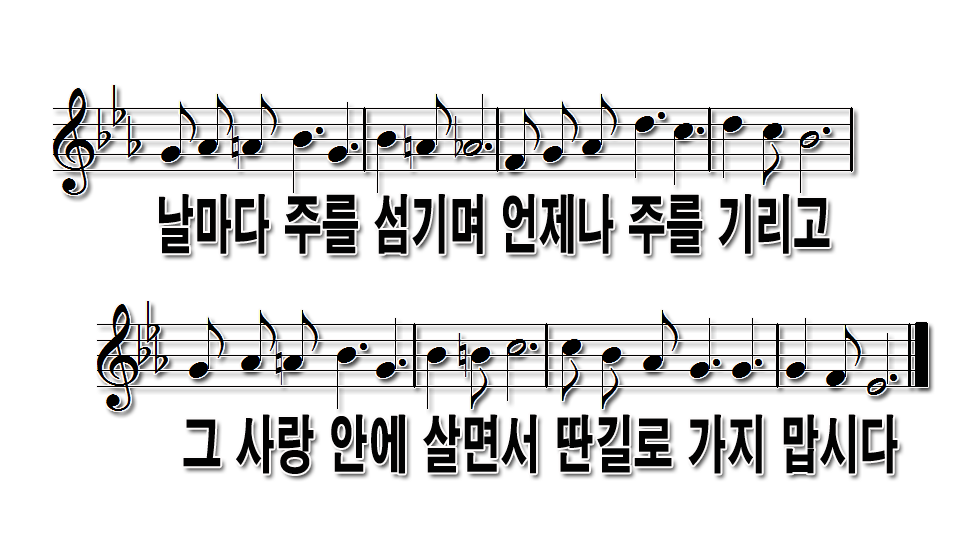 날마다 주를 섬기며 언제나 주를 기리고
그 사랑 안에 살면서 딴길로 가지 맙시다